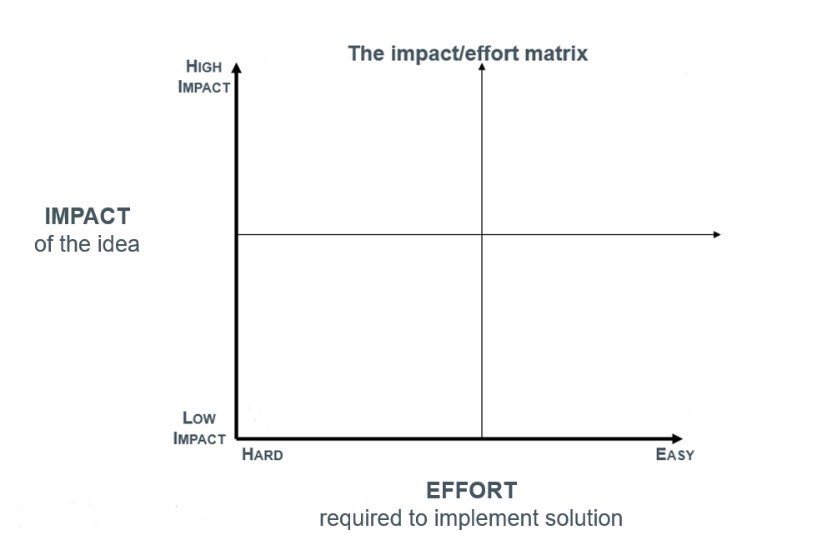 The impact/effort matrix
HIGH
IMPACT
IMPACT
of the idea
LOW
IMPACT
HARD
EASY
EFFORT
required to implement solution